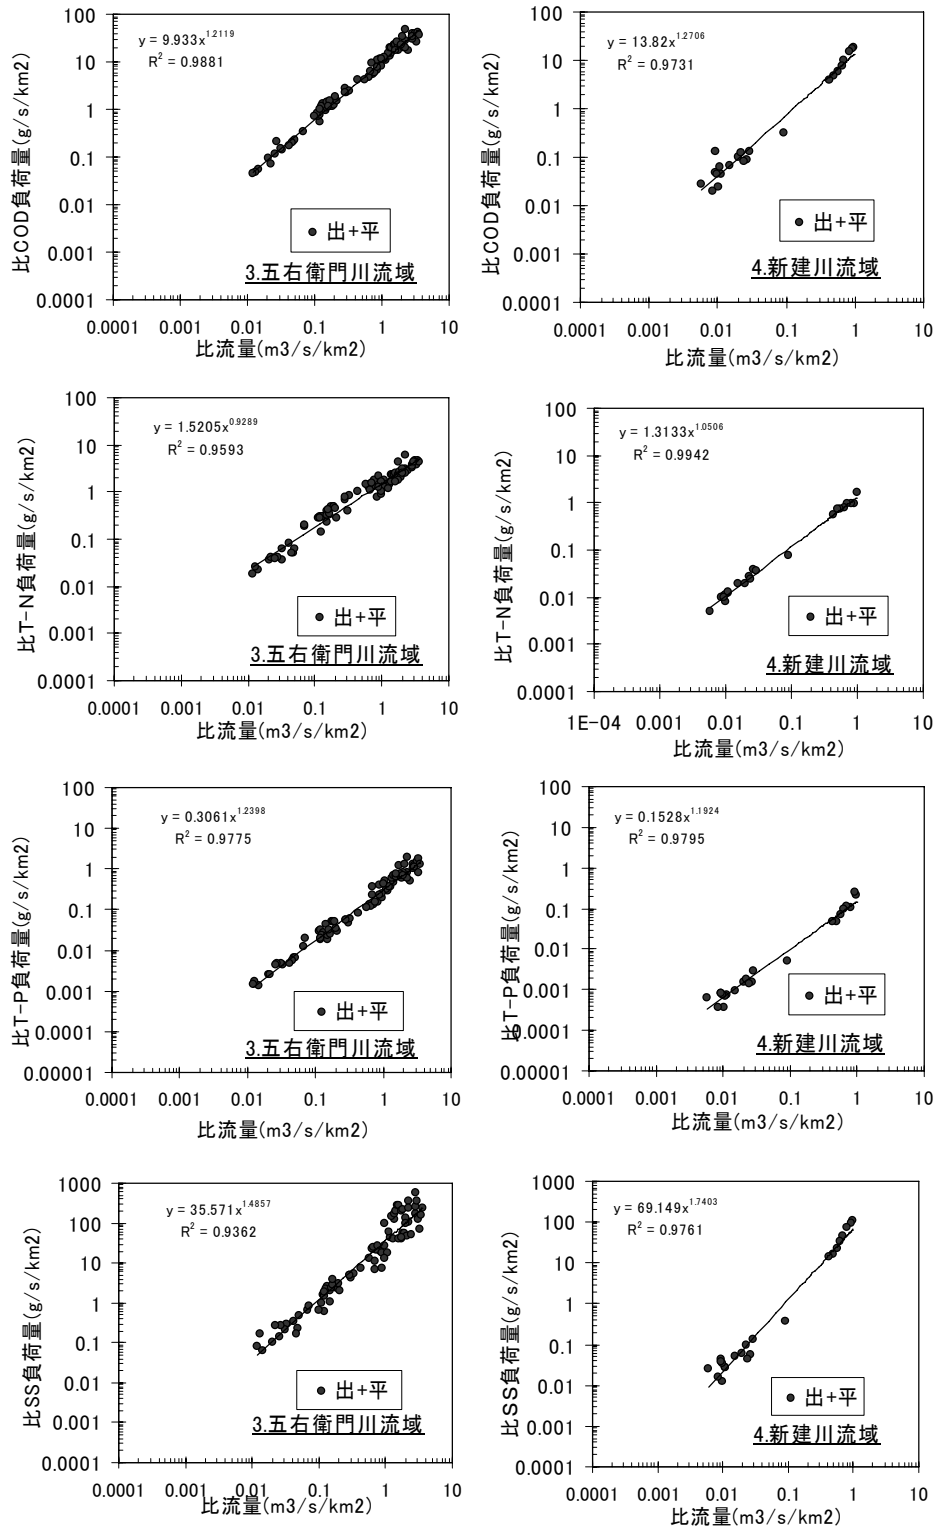 比COD負荷量(g/s/km2)
100
10
1
0.1
0.01
0.001
0.0001
y = 9.933x^1.2119
R^2 = 0.9881
出+平
3.五右衛門川流域
0.0001 0.001 0.01 0.1 1 10
比流量(m3/s/km2)
比COD負荷量(g/s/km2)
100
10
1
0.1
0.01
0.001
0.0001
y = 13.82x^1.2706
R^2 = 0.9731
出+平
4.新建川流域
0.0001 0.001 0.01 0.1 1 10
比流量(m3/s/km2)
比T-N負荷量(g/s/km2)
100
10
1
0.1
0.01
0.001
0.0001
y = 1.5205x^0.9289
R^2 = 0.9593
出+平
3.五右衛門川流域
0.0001 0.001 0.01 0.1 1 10
比流量(m3/s/km2)
比T-N負荷量(g/s/km2)
100
10
1
0.1
0.01
0.001
0.0001
y = 1.3133x^1.0506
R^2 = 0.9942
出+平
4.新建川流域
1E-04 0.001 0.01 0.1 1 10
比流量(m3/s/km2)
比T-P負荷量(g/s/km2)
100
10
1
0.1
0.01
0.001
0.0001
0.00001
y = 0.3061x^1.2398
R^2 = 0.9775
出+平
3.五右衛門川流域
0.0001 0.001 0.01 0.1 1 10
比流量(m3/s/km2)
比T-P負荷量(g/s/km2)
100
10
1
0.1
0.01
0.001
0.0001
0.00001
y = 0.1528x^1.1924
R^2 = 0.9795
出+平
4.新建川流域
0.0001 0.001 0.01 0.1 1 10
比流量(m3/s/km2)
比SS負荷量(g/s/km2)
1000
100
10
1
0.1
0.01
0.001
0.0001
y = 35.571x^1.4857
R^2 = 0.9362
出+平
3.五右衛門川流域
0.0001 0.001 0.01 0.1 1 10
比流量(m3/s/km2)
比SS負荷量(g/s/km2)
1000
100
10
1
0.1
0.01
0.001
0.0001
y = 69.149x^1.7403
R^2 = 0.9761
出+平
4.新建川流域
0.0001 0.001 0.01 0.1 1 10
比流量(m3/s/km2)